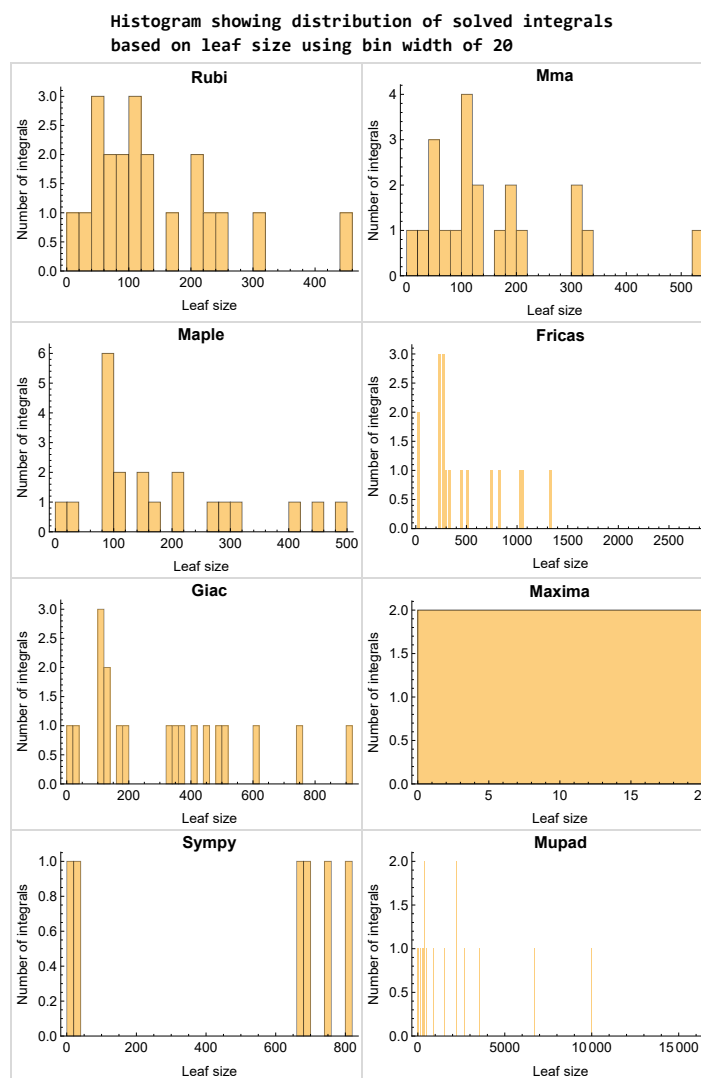 Histogram showing distribution of solved integrals
based on leaf size using bin width of 20
Rubi
Number of integrals
3.0
2.5
2.0
1.5
1.0
0.5
0.0
0 100 200 300 400
Leaf size
Mma
Number of integrals
4
3
2
1
0
0 100 200 300 400 500
Leaf size
Maple
Number of integrals
6
5
4
3
2
1
0
0 100 200 300 400 500
Leaf size
Fricas
Number of integrals
3.0
2.5
2.0
1.5
1.0
0.5
0.0
0 500 1000 1500 2000 2500
Leaf size
Giac
Number of integrals
3.0
2.5
2.0
1.5
1.0
0.5
0.0
0 200 400 600 800
Leaf size
Maxima
Number of integrals
2.0
1.5
1.0
0.5
0.0
0 5 10 15 2
Leaf size
Sympy
Number of integrals
1.0
0.8
0.6
0.4
0.2
0.0
0 200 400 600 800
Leaf size
Mupad
Number of integrals
2.0
1.5
1.0
0.5
0.0
0 5000 10000 15000
Leaf size